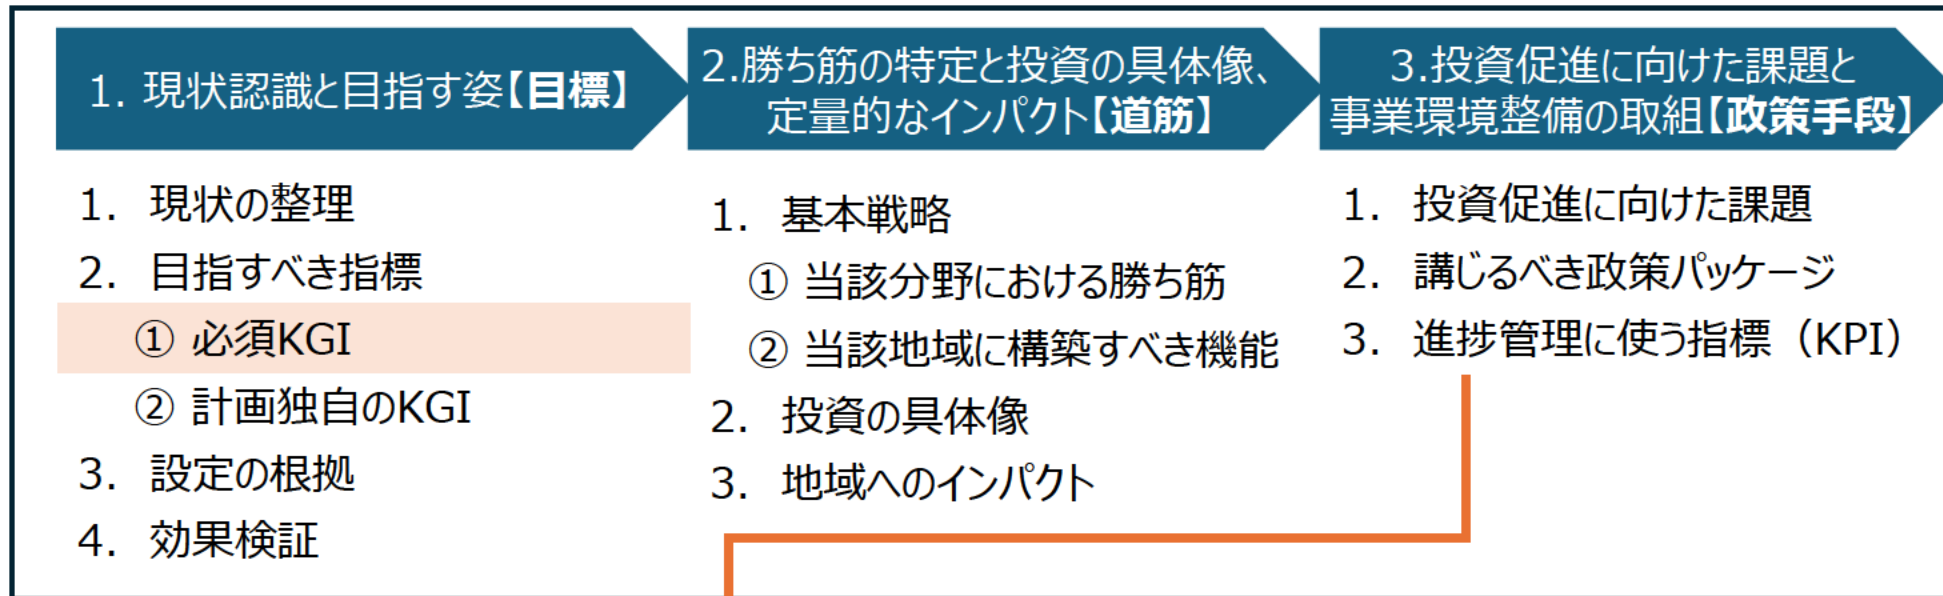 1. 現状認識と目指す姿【目標】
1. 現状の整理
2. 目指すべき指標
① 必須KGI
② 計画独自のKGI
3. 設定の根拠
4. 効果検証
2.勝ち筋の特定と投資の具体像、
定量的なインパクト【道筋】
1. 基本戦略
① 当該分野における勝ち筋
② 当該地域に構築すべき機能
2. 投資の具体像
3. 地域へのインパクト
3.投資促進に向けた課題と
事業環境整備の取組【政策手段】
1. 投資促進に向けた課題
2. 講じるべき政策パッケージ
3. 進捗管理に使う指標（KPI）